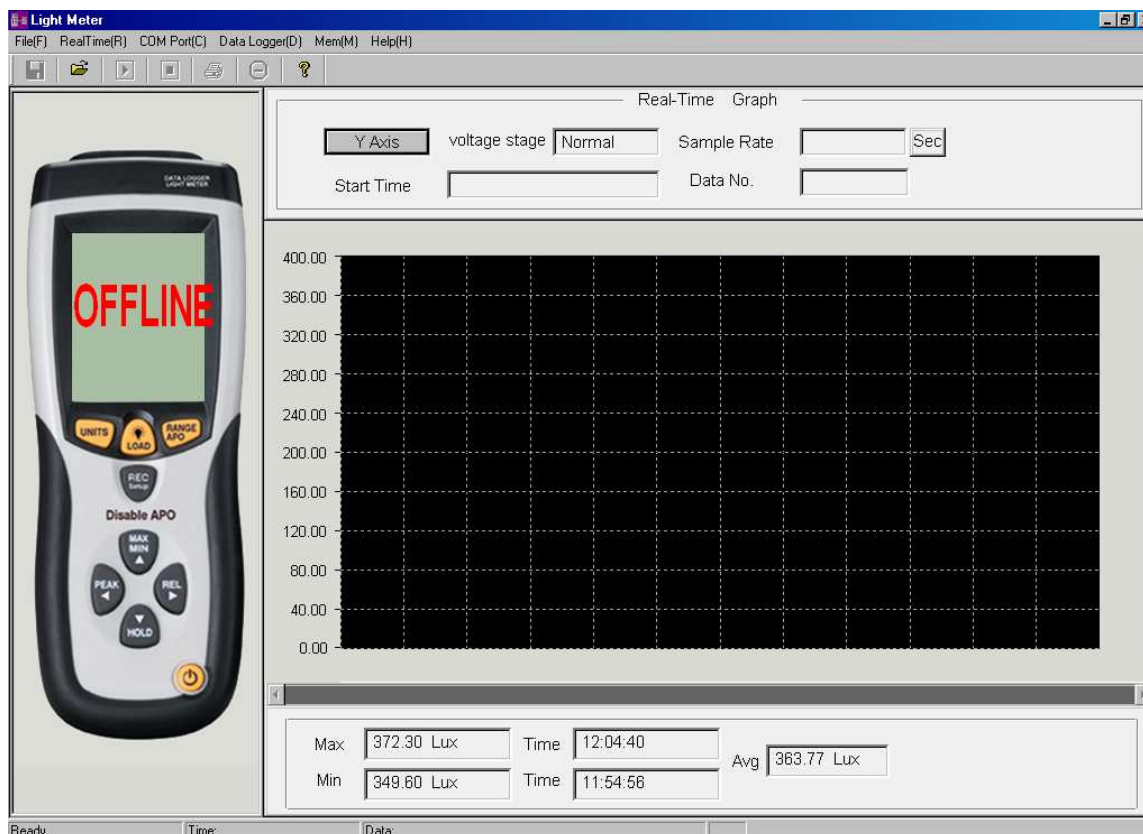 Light Meter
File(F) RealTime(R) COM Port(C) Data Logger(D) Mem(M) Help(H)
DATA LOGGER
LIGHT METER
OFFLINE
UNITS
LOAD
RANGE
APO
REC
Setup
Disable APO
MAX
MIN
PEAK
REL
HOLD
Real-Time Graph
Y Axis voltage stage Normal Sample Rate Sec
Start Time Data No.
400.00
360.00
320.00
280.00
240.00
200.00
160.00
120.00
80.00
40.00
0.00
Max 372.30 Lux Time 12:04:40
Avg 363.77 Lux
Min 349.60 Lux Time 11:54:56
Ready Time: Data: